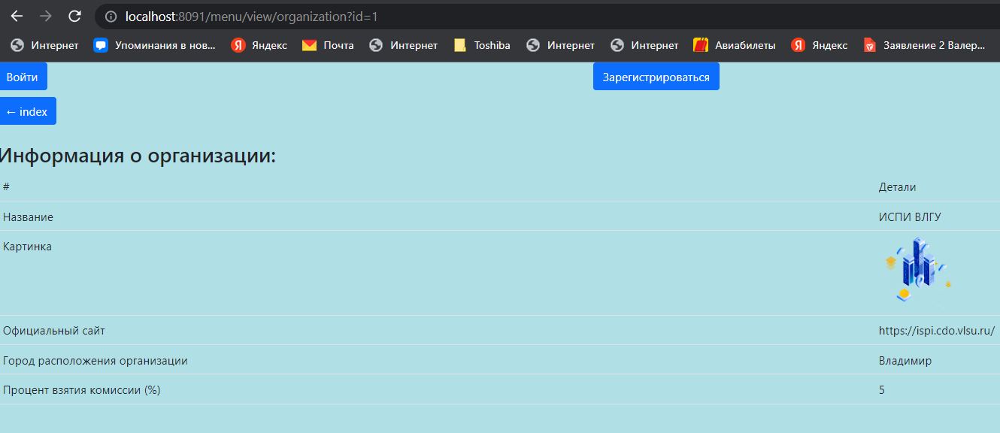 localhost:8091/menu/view/organization?id=1
Интернет Упоминания в нов... Яндекс Почта Интернет Toshiba Интернет Интернет Авиабилеты Яндекс Заявление 2 Валер...
Войти Зарегистрироваться
← index
Информация о организации:
# Детали
Название ИСПИ ВЛГУ
Картинка
Официальный сайт https://ispi.cdo.vlsu.ru/
Город расположения организации Владимир
Процент взятия комиссии (%) 5